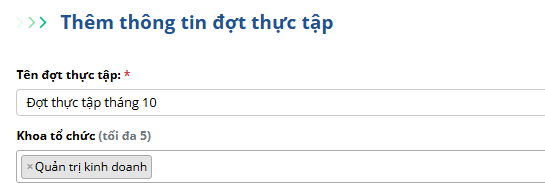 Thêm thông tin đợt thực tập
Tên đợt thực tập: *
Đợt thực tập tháng 10
Khoa tổ chức (tối đa 5)
×Quản trị kinh doanh